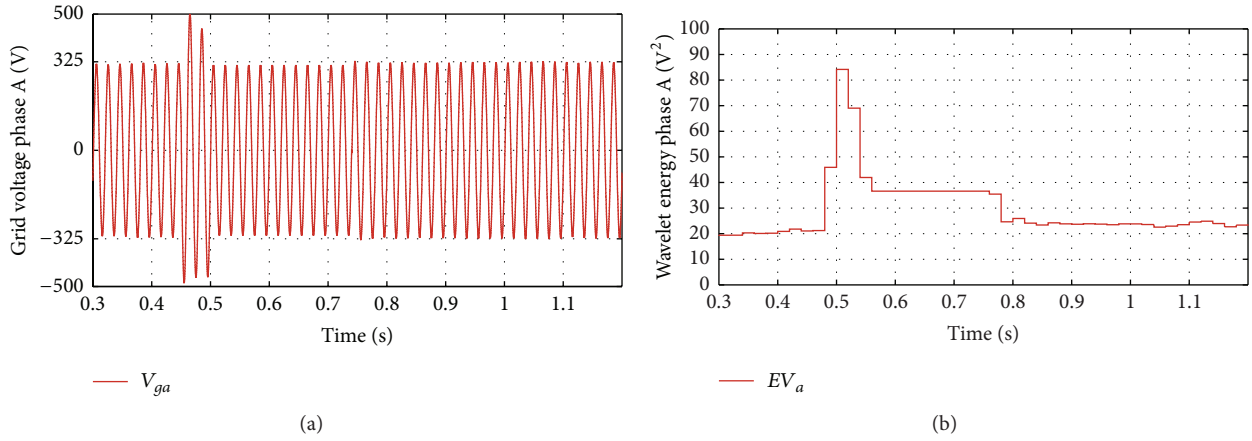 Grid voltage phase A (V)
500
325
0
−325
−500
0.3 0.4 0.5 0.6 0.7 0.8 0.9 1 1.1
Time (s)
V_ga
(a)
Wavelet energy phase A (V²)
100
90
80
70
60
50
40
30
20
10
0
0.3 0.4 0.5 0.6 0.7 0.8 0.9 1 1.1
Time (s)
EV_a
(b)